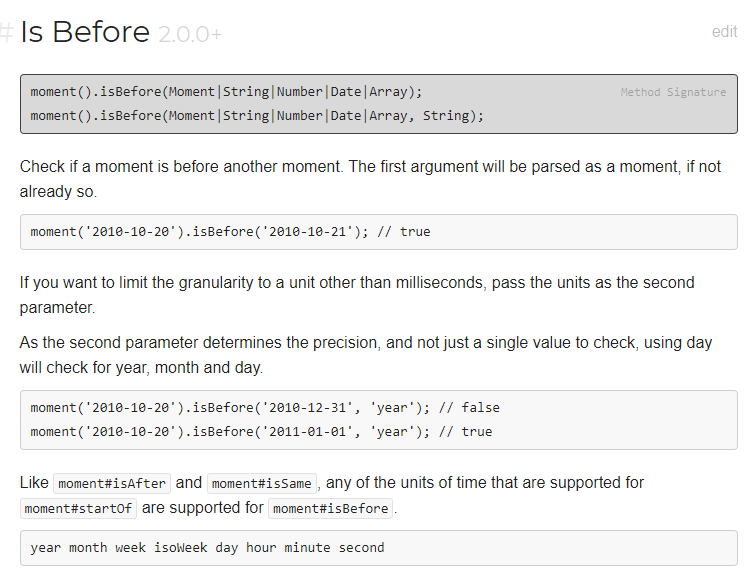 # Is Before 2.0.0+
edit
moment().isBefore(Moment|String|Number|Date|Array);
Method Signature
moment().isBefore(Moment|String|Number|Date|Array, String);
Check if a moment is before another moment. The first argument will be parsed as a moment, if not
already so.
moment('2010-10-20').isBefore('2010-10-21'); // true
If you want to limit the granularity to a unit other than milliseconds, pass the units as the second
parameter.
As the second parameter determines the precision, and not just a single value to check, using day
will check for year, month and day.
moment('2010-10-20').isBefore('2010-12-31', 'year'); // false
moment('2010-10-20').isBefore('2011-01-01', 'year'); // true
Like moment#isAfter and moment#isSame, any of the units of time that are supported for
moment#startOf are supported for moment#isBefore.
year month week isoWeek day hour minute second